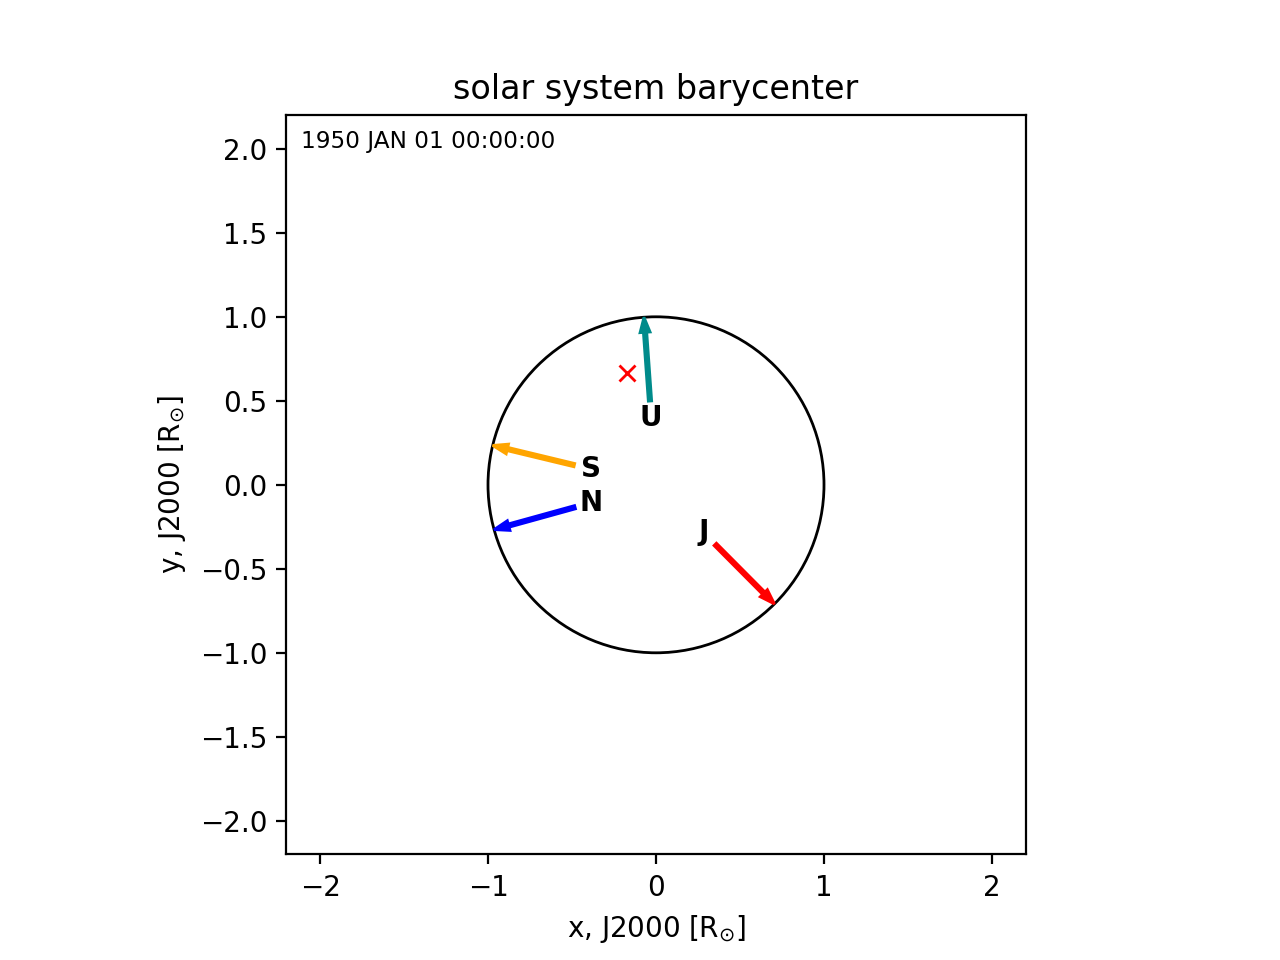 solar system barycenter
1950 JAN 01 00:00:00
2.0
1.5
1.0
0.5
0.0
−0.5
−1.0
−1.5
−2.0
y, J2000 [R☉]
U
S
N
J
−2 −1 0 1 2
x, J2000 [R☉]